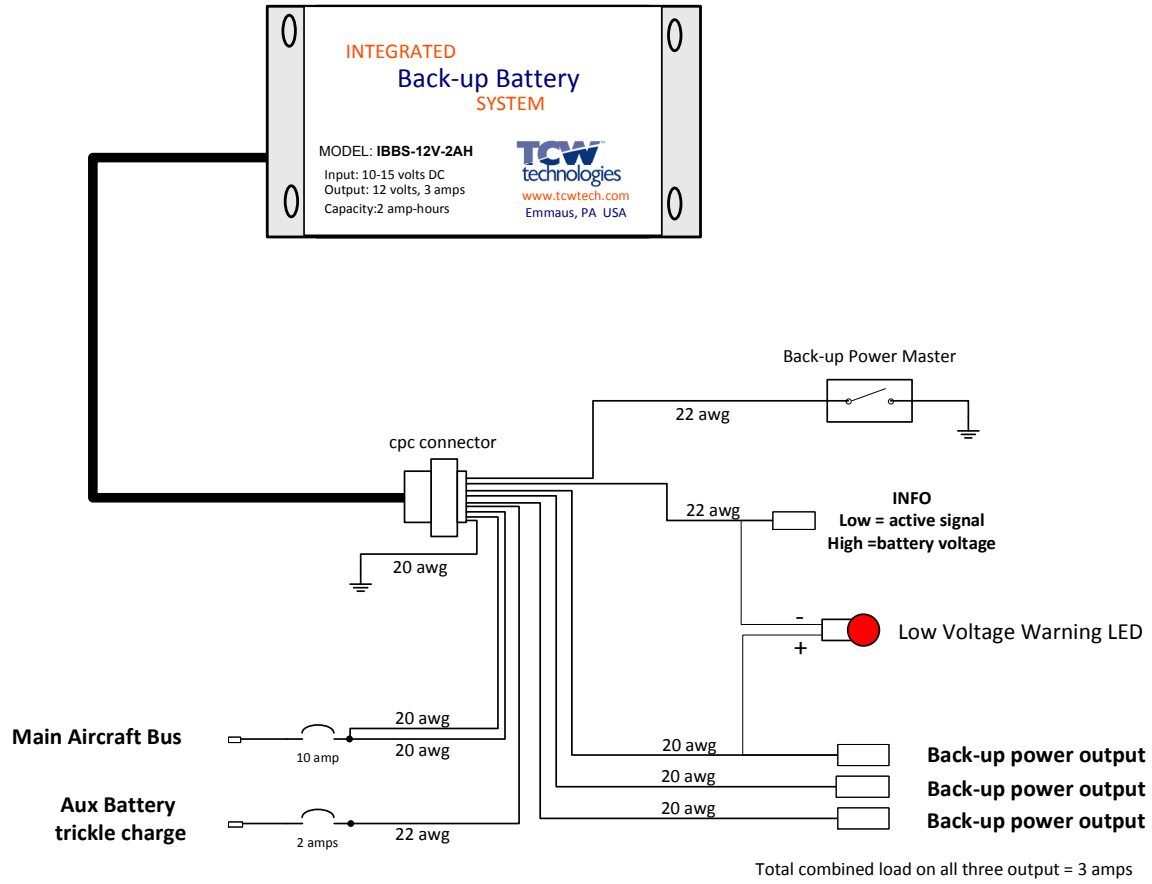 INTEGRATED
Back-up Battery
SYSTEM
MODEL: IBBS-12V-2AH
Input: 10-15 volts DC
Output: 12 volts, 3 amps
Capacity:2 amp-hours
TCW™
technologies
www.tcwtech.com
Emmaus, PA USA
Back-up Power Master
22 awg
cpc connector
22 awg
INFO
Low = active signal
High =battery voltage
20 awg
-
+
Low Voltage Warning LED
Main Aircraft Bus
10 amp
20 awg
20 awg
20 awg
Back-up power output
20 awg
Back-up power output
20 awg
Back-up power output
Aux Battery
trickle charge
2 amps
22 awg
Total combined load on all three output = 3 amps